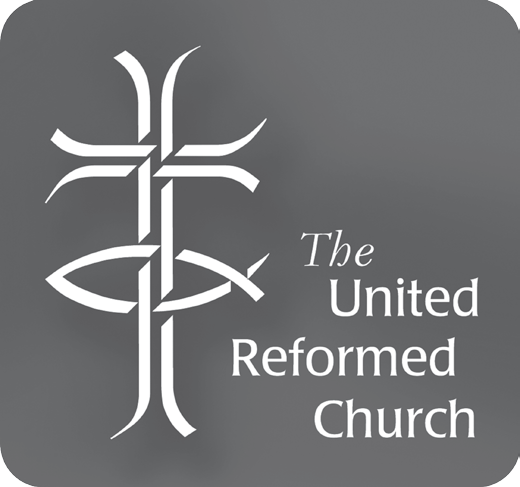 The
United
Reformed
Church